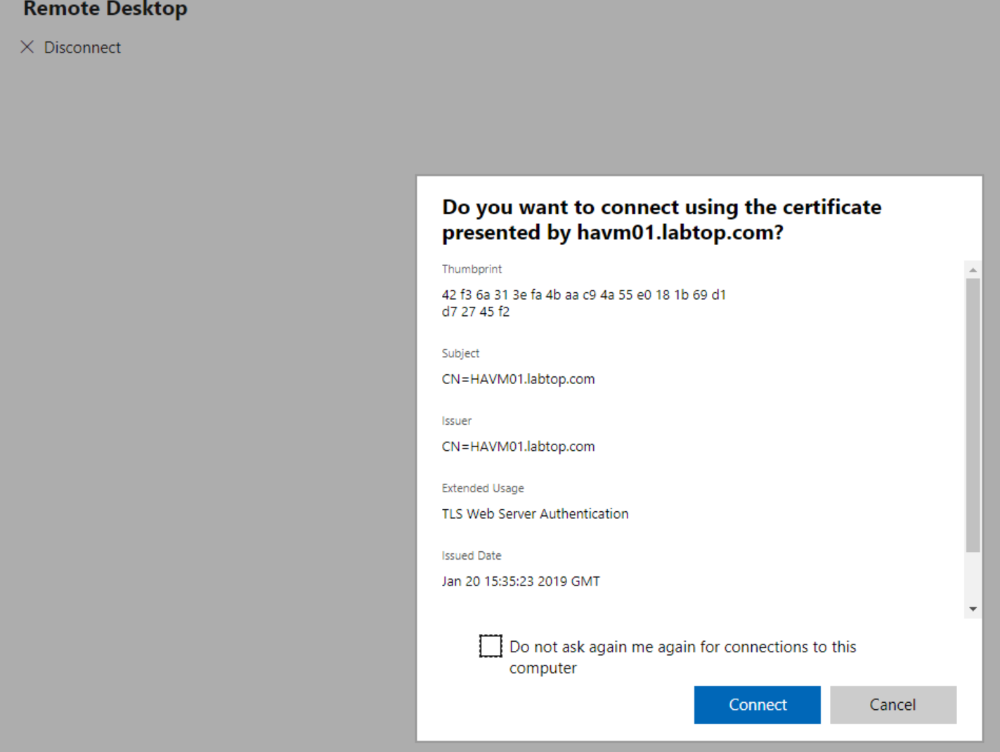 Remote Desktop
Disconnect
Do you want to connect using the certificate
presented by havm01.labtop.com?
Thumbprint
42 f3 6a 31 3e fa 4b aa c9 4a 55 e0 18 1b 69 d1
d7 27 45 f2
Subject
CN=HAVM01.labtop.com
Issuer
CN=HAVM01.labtop.com
Extended Usage
TLS Web Server Authentication
Issued Date
Jan 20 15:35:23 2019 GMT
Do not ask again me again for connections to this
computer
Connect Cancel